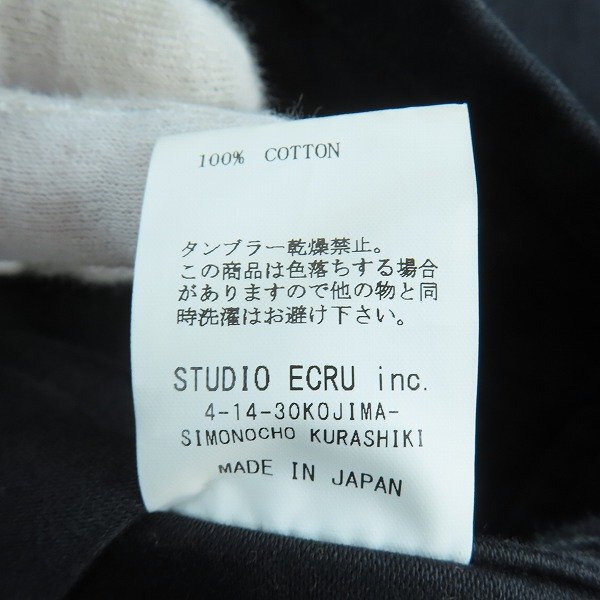 100% COTTON
タンブラー乾燥禁止。
この商品は色落ちする場合
がありますので他の物と同
時洗濯はお避け下さい。
STUDIO ECRU inc.
4-14-30KOJIMA-
SIMONOCHO KURASHIKI
MADE IN JAPAN